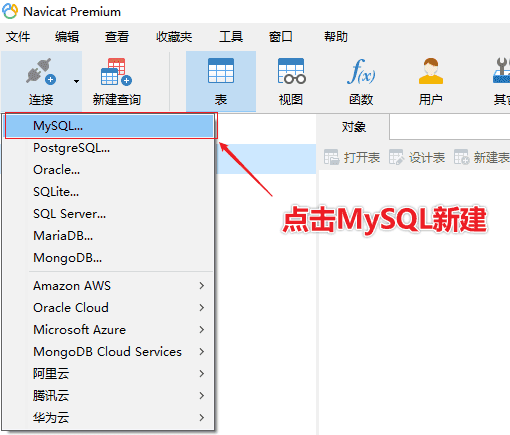 Navicat Premium
文件 编辑 查看 收藏夹 工具 窗口 帮助
连接 新建查询 表 视图 f(x) 函数 用户
MySQL...
对象
PostgreSQL...
打开表 设计表 新建表
Oracle...
SQLite...
SQL Server...
点击MySQL新建
MariaDB...
MongoDB...
Amazon AWS
Oracle Cloud
Microsoft Azure
MongoDB Cloud Services
阿里云
腾讯云
华为云